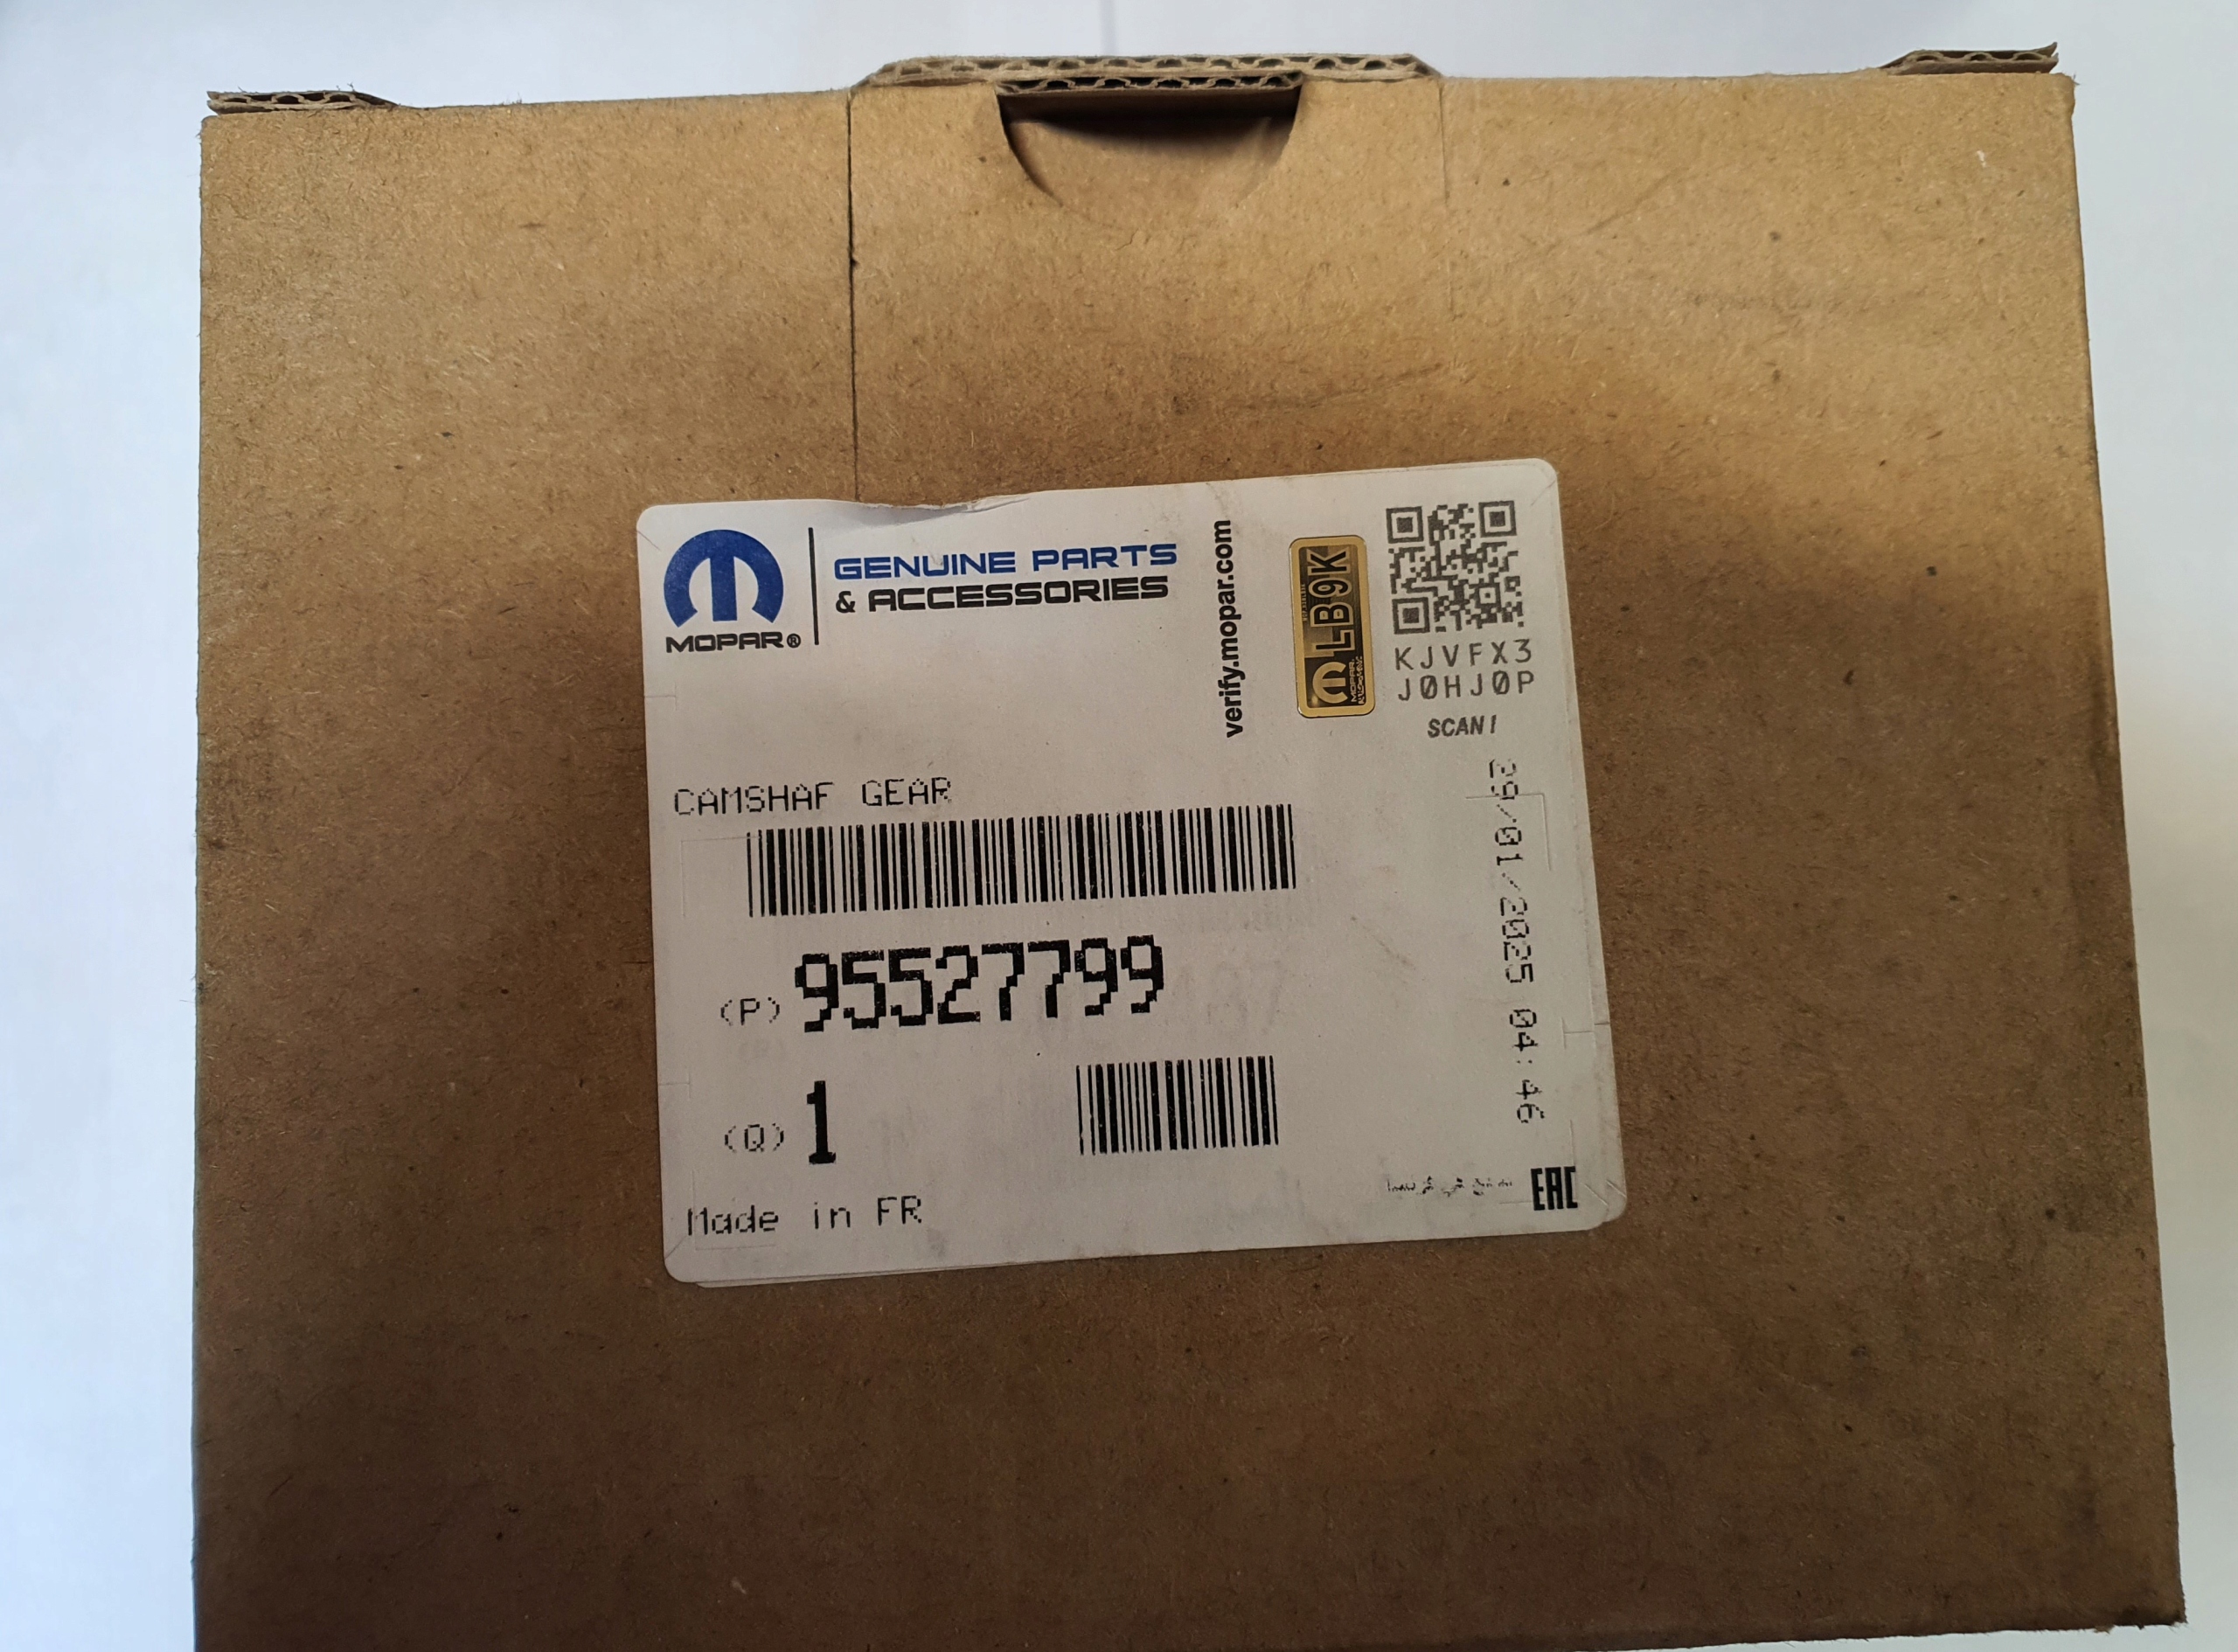 MOPAR®
GENUINE PARTS
& ACCESSORIES
verify.mopar.com
LB9K
MOPAR
KJVFX3
J0HJ0P
SCAN!
CAMSHAF GEAR
29/01/2025 04:46
(P) 95527799
(Q) 1
Made in FR
EAC